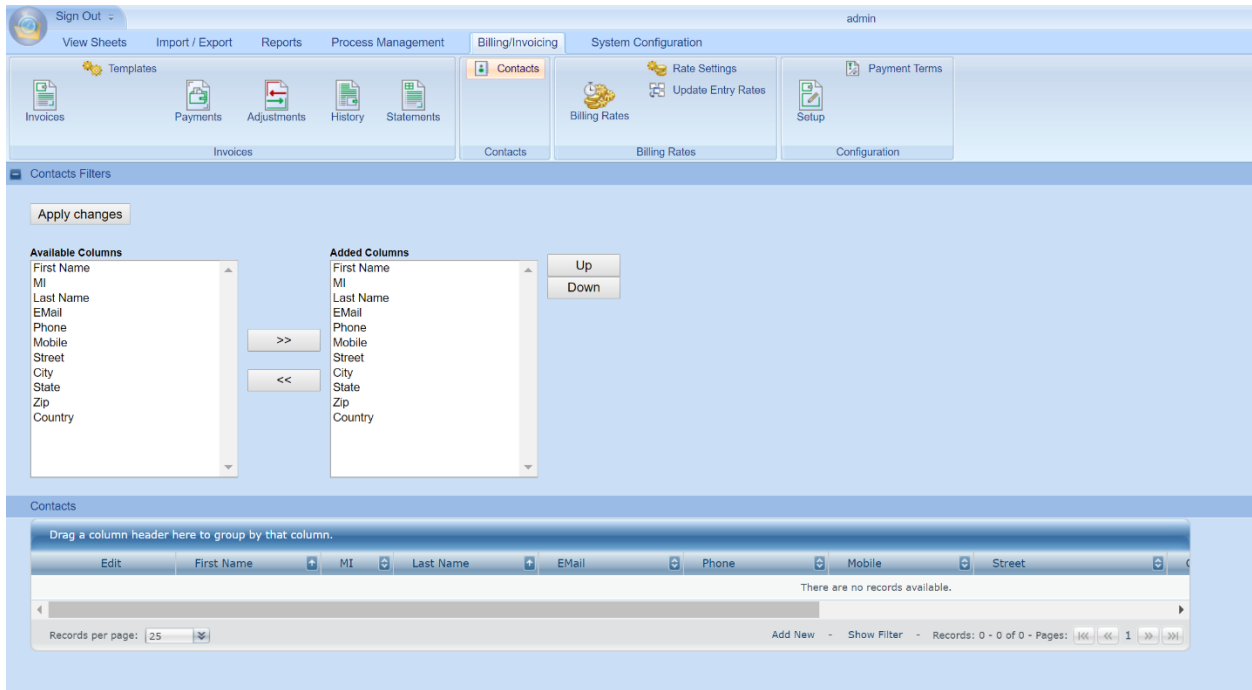 Sign Out
admin
View Sheets Import / Export Reports Process Management Billing/Invoicing System Configuration
Templates Contacts Rate Settings Payment Terms
Update Entry Rates
Invoices Payments Adjustments History Statements Billing Rates Setup
Invoices Contacts Billing Rates Configuration
Contacts Filters
Apply changes
Available Columns Added Columns
First Name First Name Up
MI MI Down
Last Name Last Name
EMail EMail
Phone Phone
Mobile >> Mobile
Street Street
City << City
State State
Zip Zip
Country Country
Contacts
Drag a column header here to group by that column.
Edit First Name MI Last Name EMail Phone Mobile Street
There are no records available.
Records per page: 25 Add New - Show Filter - Records: 0 - 0 of 0 - Pages: 1